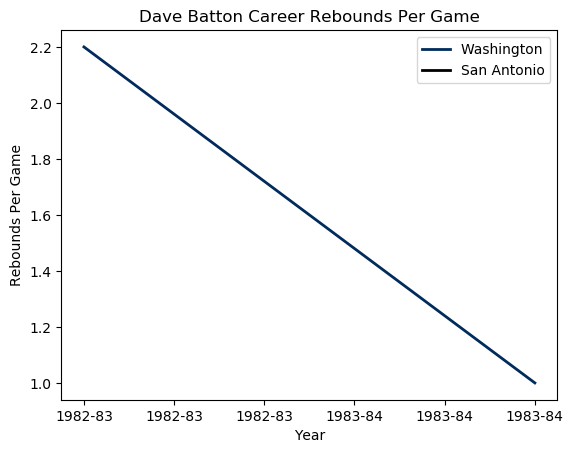 Dave Batton Career Rebounds Per Game
Washington
San Antonio
2.2
2.0
1.8
1.6
1.4
1.2
1.0
Rebounds Per Game
1982-83 1982-83 1982-83 1983-84 1983-84 1983-84
Year